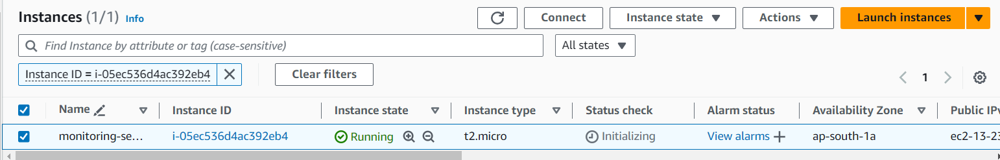 Instances (1/1) Info Connect Instance state Actions Launch instances
Find Instance by attribute or tag (case-sensitive) All states
Instance ID = i-05ec536d4ac392eb4 Clear filters 1
Name Instance ID Instance state Instance type Status check Alarm status Availability Zone Public IPv
monitoring-se... i-05ec536d4ac392eb4 Running t2.micro Initializing View alarms + ap-south-1a ec2-13-23